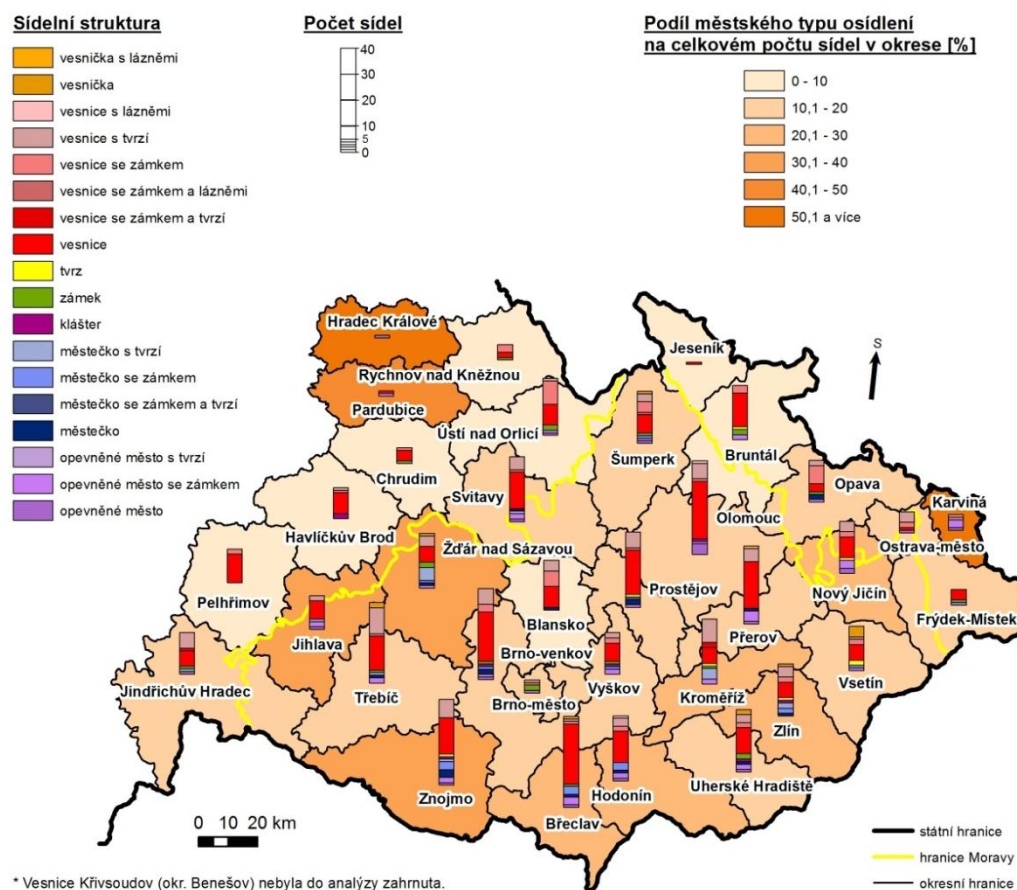 Sídelní struktura
vesnička s lázněmi
vesnička
vesnice s lázněmi
vesnice s tvrzí
vesnice se zámkem
vesnice se zámkem a lázněmi
vesnice se zámkem a tvrzí
vesnice
tvrz
zámek
klášter
městečko s tvrzí
městečko se zámkem
městečko se zámkem a tvrzí
městečko
opevněné město s tvrzí
opevněné město se zámkem
opevněné město
Počet sídel
40
30
20
10
5
0
Podíl městského typu osídlení
na celkovém počtu sídel v okrese [%]
0 - 10
10,1 - 20
20,1 - 30
30,1 - 40
40,1 - 50
50,1 a více
Hradec Králové
Rychnov nad Kněžnou
Pardubice
Ústí nad Orlicí
Jeseník
S
Šumperk
Bruntál
Chrudim
Svitavy
Opava
Karviná
Olomouc
Ostrava-město
Havlíčkův Brod
Žďár nad Sázavou
Pelhřimov
Prostějov
Nový Jičín
Blansko
Přerov
Frýdek-Místek
Jihlava
Brno-venkov
Jindřichův Hradec
Třebíč
Vyškov
Kroměříž
Vsetín
Brno-město
Zlín
Znojmo
Hodonín
Uherské Hradiště
Břeclav
0 10 20 km
státní hranice
hranice Moravy
okresní hranice
* Vesnice Křivsoudov (okr. Benešov) nebyla do analýzy zahrnuta.